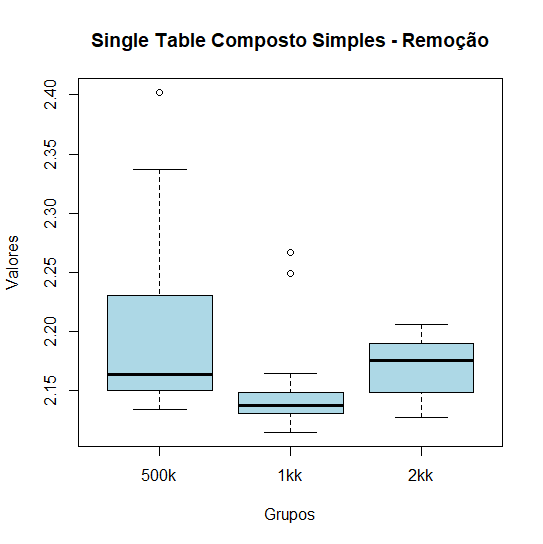 Single Table Composto Simples - Remoção
Valores
2.40
2.35
2.30
2.25
2.20
2.15
500k
1kk
2kk
Grupos